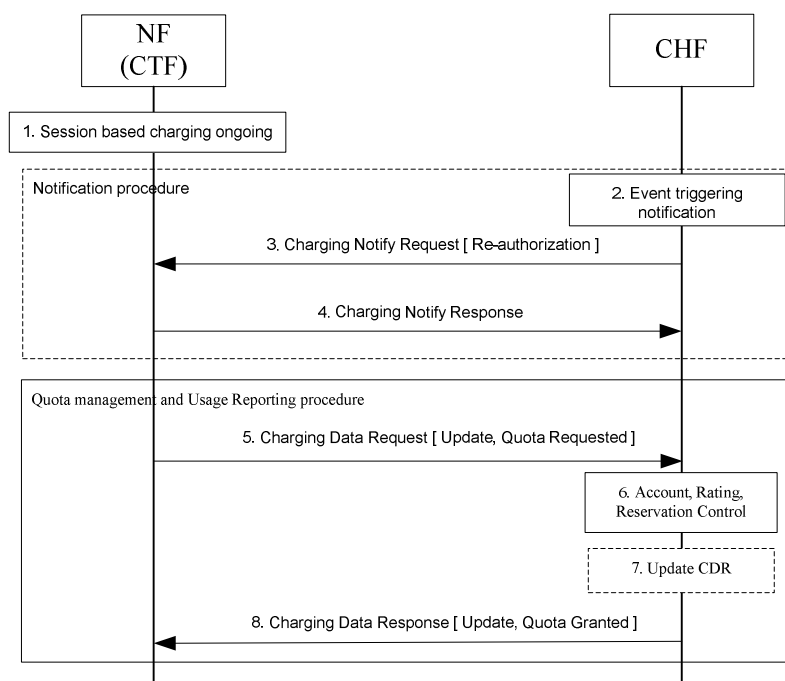 NF
(CTF)
CHF
1. Session based charging ongoing
Notification procedure
2. Event triggering
notification
3. Charging Notify Request [ Re-authorization ]
4. Charging Notify Response
Quota management and Usage Reporting procedure
5. Charging Data Request [ Update, Quota Requested ]
6. Account, Rating,
Reservation Control
7. Update CDR
8. Charging Data Response [ Update, Quota Granted ]